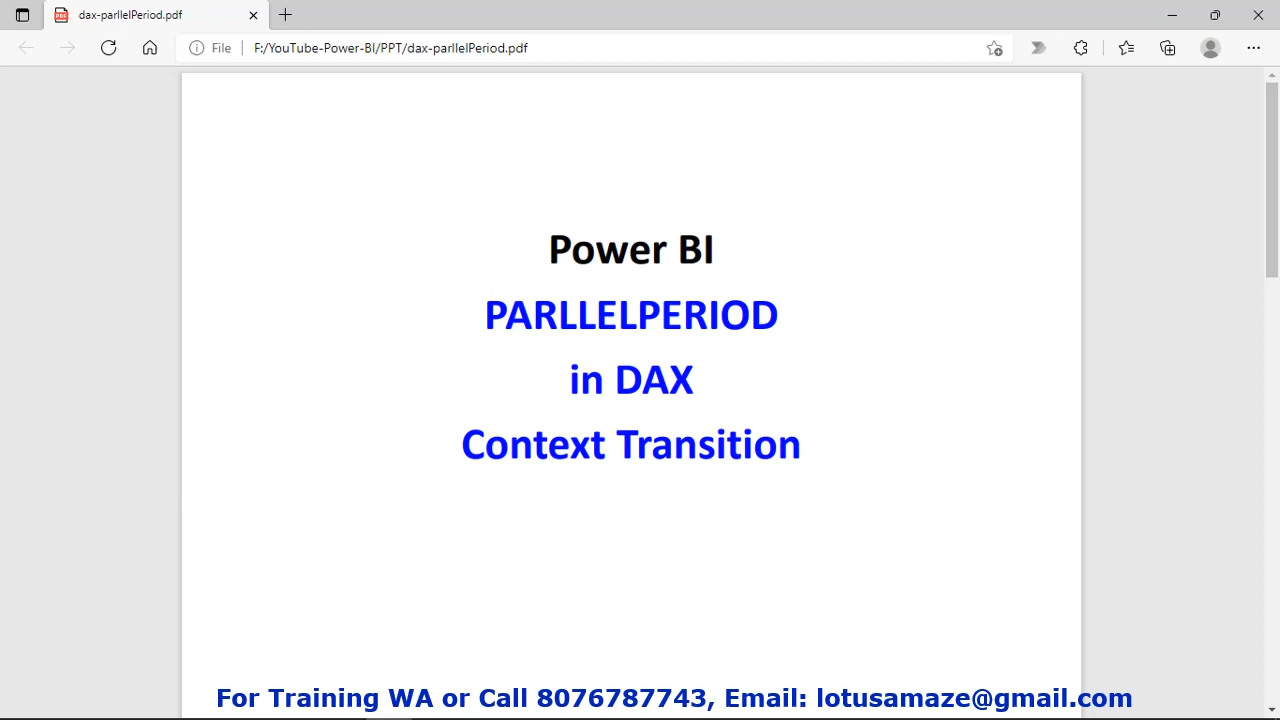 dax-parllelPeriod.pdf
File F:/YouTube-Power-BI/PPT/dax-parllelPeriod.pdf
Power BI
PARLLELPERIOD
in DAX
Context Transition
For Training WA or Call 8076787743, Email: lotusamaze@gmail.com